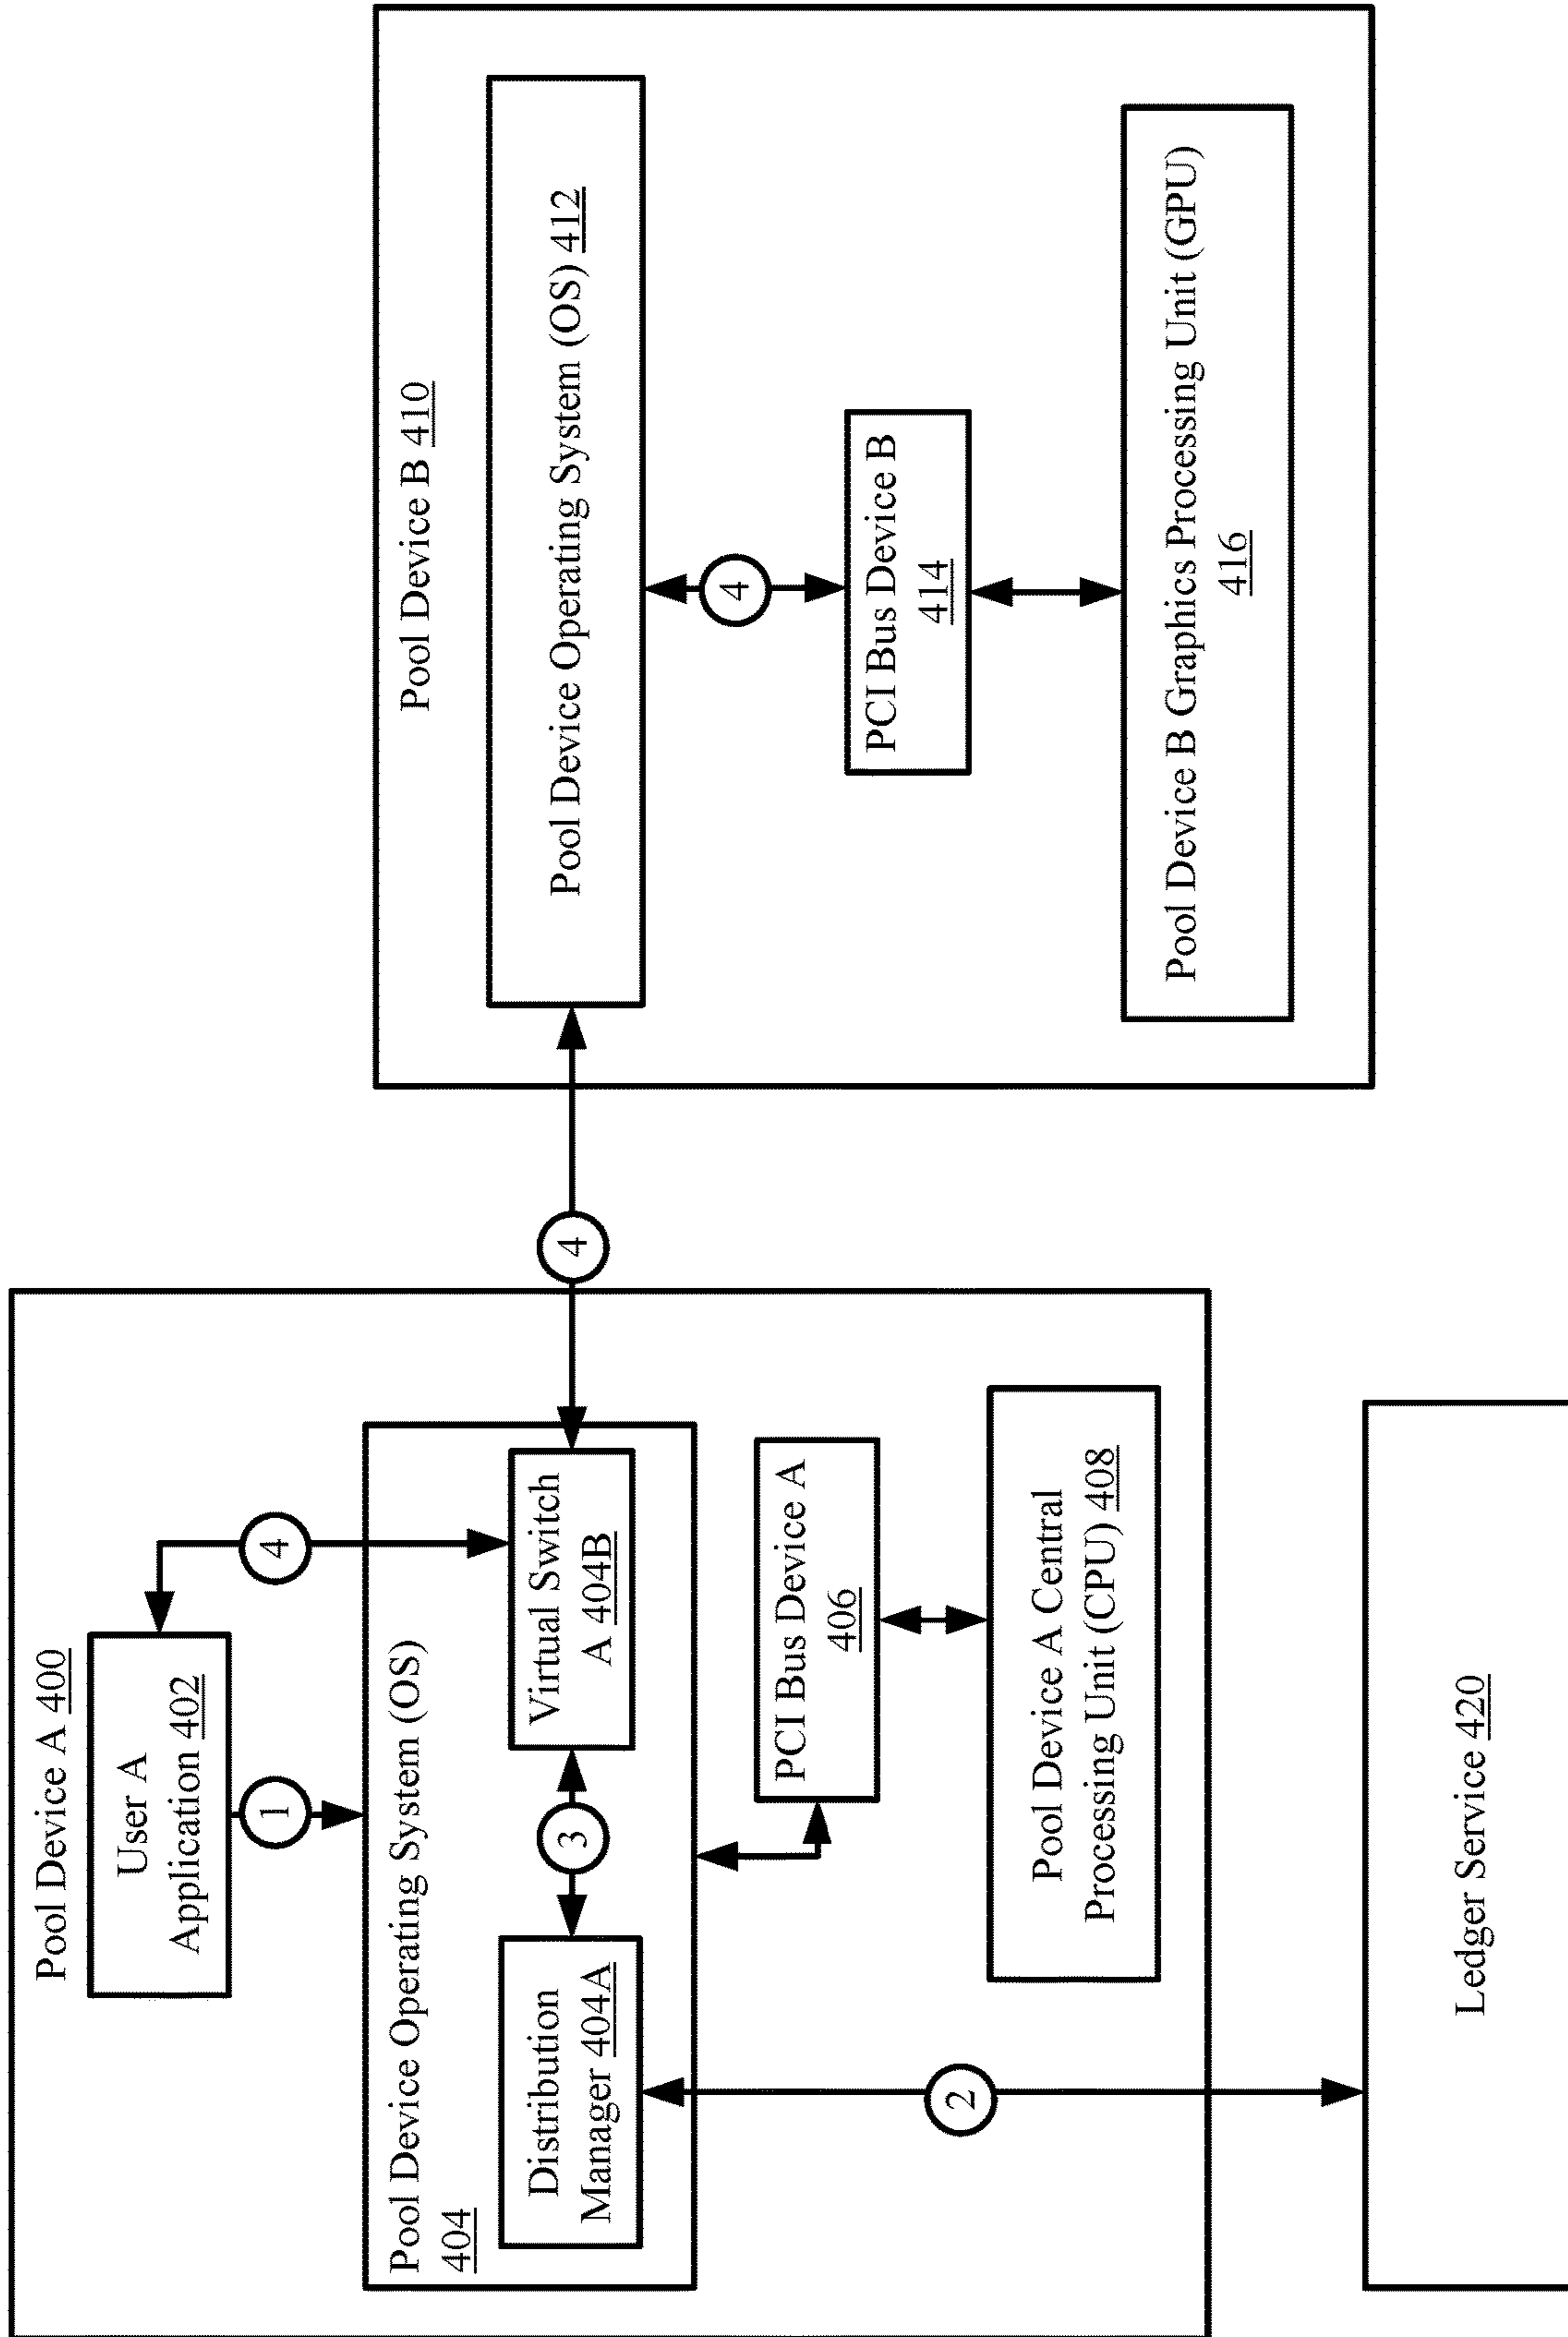 Pool Device A 400
User A
Application 402
1
4
Pool Device Operating System (OS)
404
Distribution
Manager 404A
3
Virtual Switch
A 404B
4
PCI Bus Device A
406
Pool Device A Central
Processing Unit (CPU) 408
2
Ledger Service 420
Pool Device B 410
Pool Device Operating System (OS) 412
4
PCI Bus Device B
414
Pool Device B Graphics Processing Unit (GPU)
416